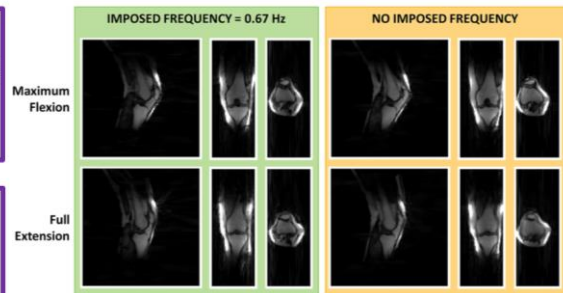 IMPOSED FREQUENCY = 0.67 Hz
NO IMPOSED FREQUENCY
Maximum
Flexion
Full
Extension